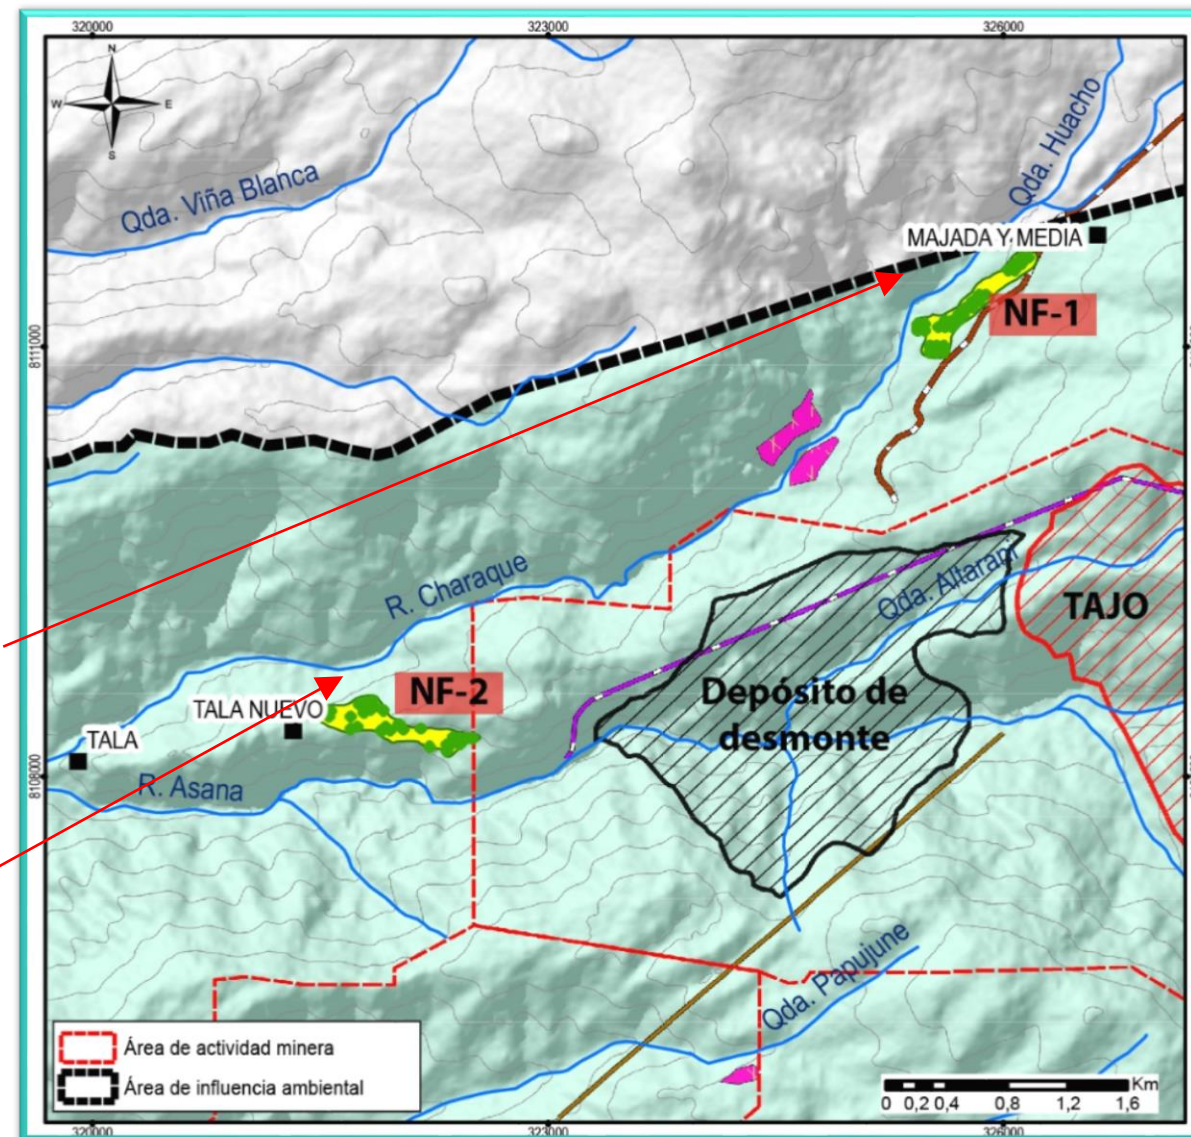 320000
323000
326000
N
W
E
S
Qda. Viña Blanca
Qda. Huacho
MAJADA Y MEDIA
NF-1
8111000
R. Charaque
Qda. Altarani
TAJO
NF-2
TALA NUEVO
Depósito de
desmonte
TALA
8108000
R. Asana
Qda. Papujune
Área de actividad minera
Área de influencia ambiental
Km
0 0,2 0,4 0,8 1,2 1,6
320000
323000
326000